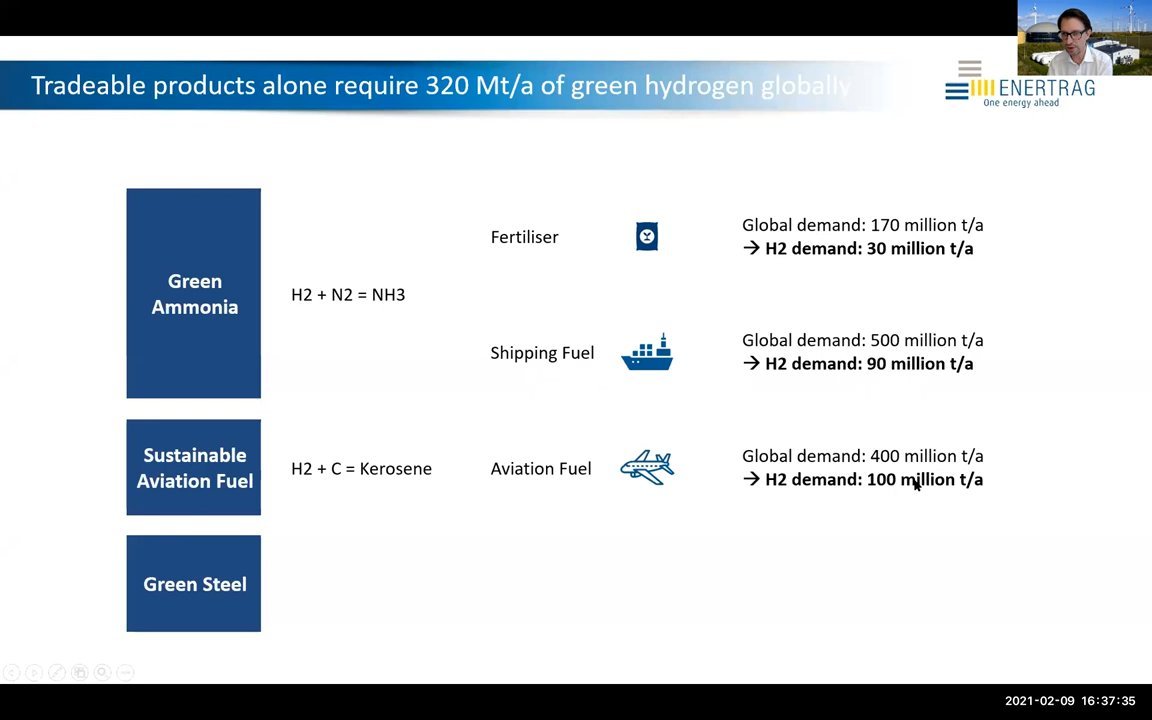 Tradeable products alone require 320 Mt/a of green hydrogen globally
ENERTRAG
One energy ahead
Green
Ammonia
H2 + N2 = NH3
Fertiliser
Global demand: 170 million t/a
→ H2 demand: 30 million t/a
Shipping Fuel
Global demand: 500 million t/a
→ H2 demand: 90 million t/a
Sustainable
Aviation Fuel
H2 + C = Kerosene
Aviation Fuel
Global demand: 400 million t/a
→ H2 demand: 100 million t/a
Green Steel
2021-02-09 16:37:35